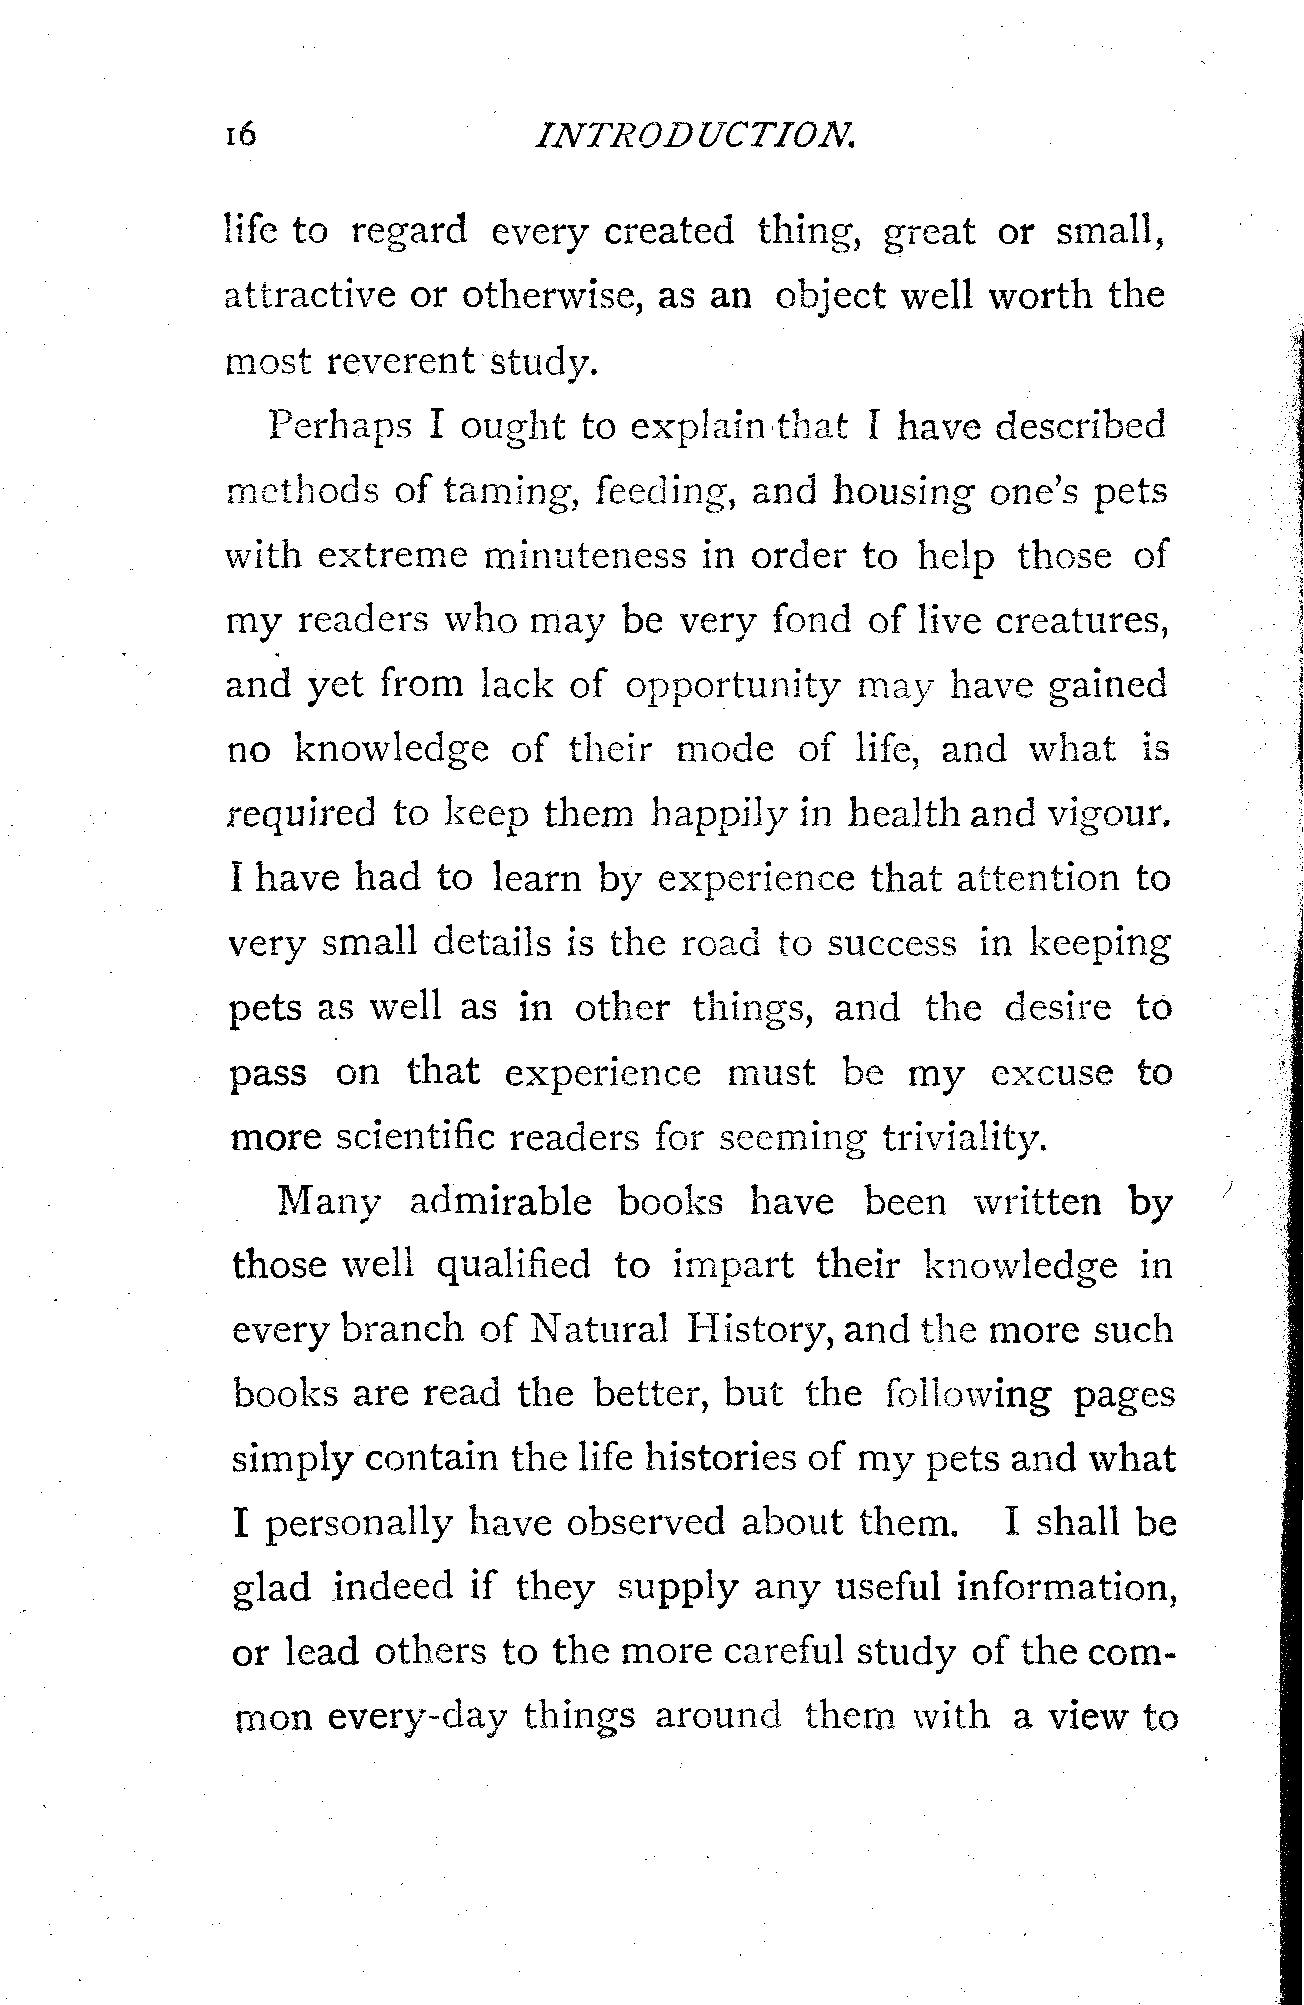 16 INTRODUCTION.
life to regard every created thing, great or small,
attractive or otherwise, as an object well worth the
most reverent study.
Perhaps I ought to explain that I have described
methods of taming, feeding, and housing one's pets
with extreme minuteness in order to help those of
my readers who may be very fond of live creatures,
and yet from lack of opportunity may have gained
no knowledge of their mode of life, and what is
required to keep them happily in health and vigour.
I have had to learn by experience that attention to
very small details is the road to success in keeping
pets as well as in other things, and the desire to
pass on that experience must be my excuse to
more scientific readers for seeming triviality.
Many admirable books have been written by
those well qualified to impart their knowledge in
every branch of Natural History, and the more such
books are read the better, but the following pages
simply contain the life histories of my pets and what
I personally have observed about them. I shall be
glad indeed if they supply any useful information,
or lead others to the more careful study of the com-
mon every-day things around them with a view to